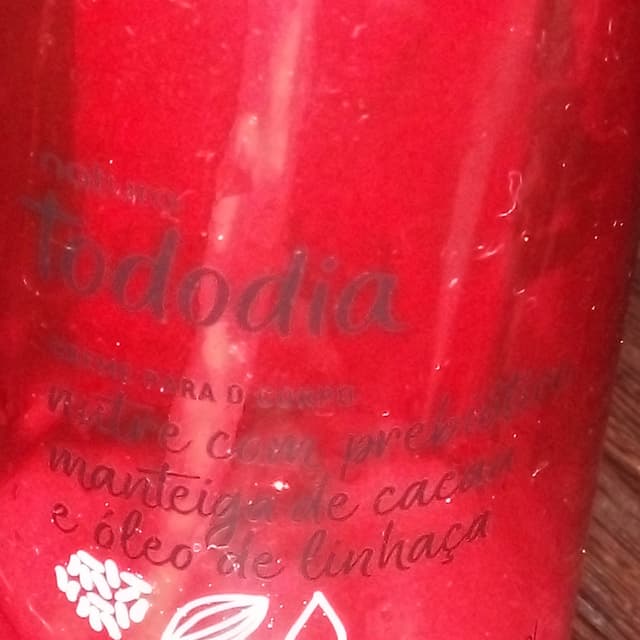 natura
tododia
CREME PARA O CORPO
nutre com prebiótico
manteiga de cacau
e óleo de linhaça